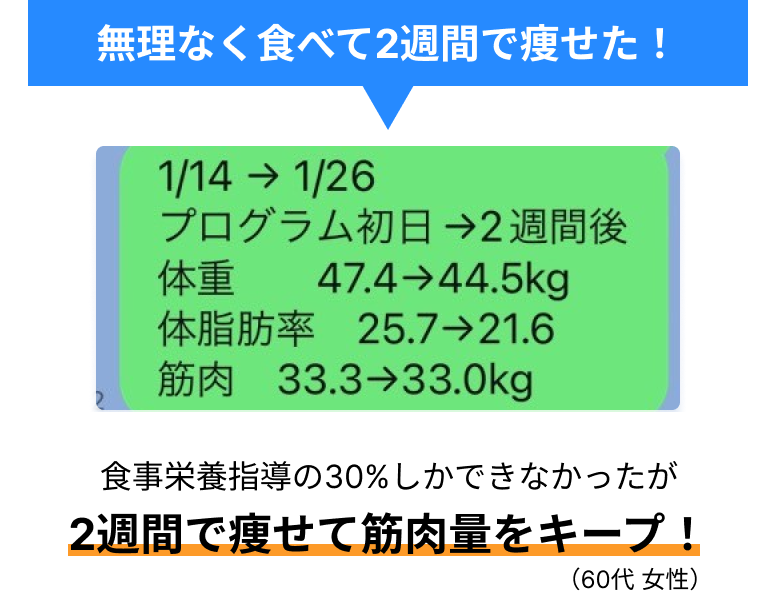 無理なく食べて2週間で痩せた！
1/14 → 1/26
プログラム初日 →2週間後
体重　　47.4→44.5kg
体脂肪率　25.7→21.6
筋肉　33.3→33.0kg
食事栄養指導の30%しかできなかったが
2週間で痩せて筋肉量をキープ！
（60代 女性）